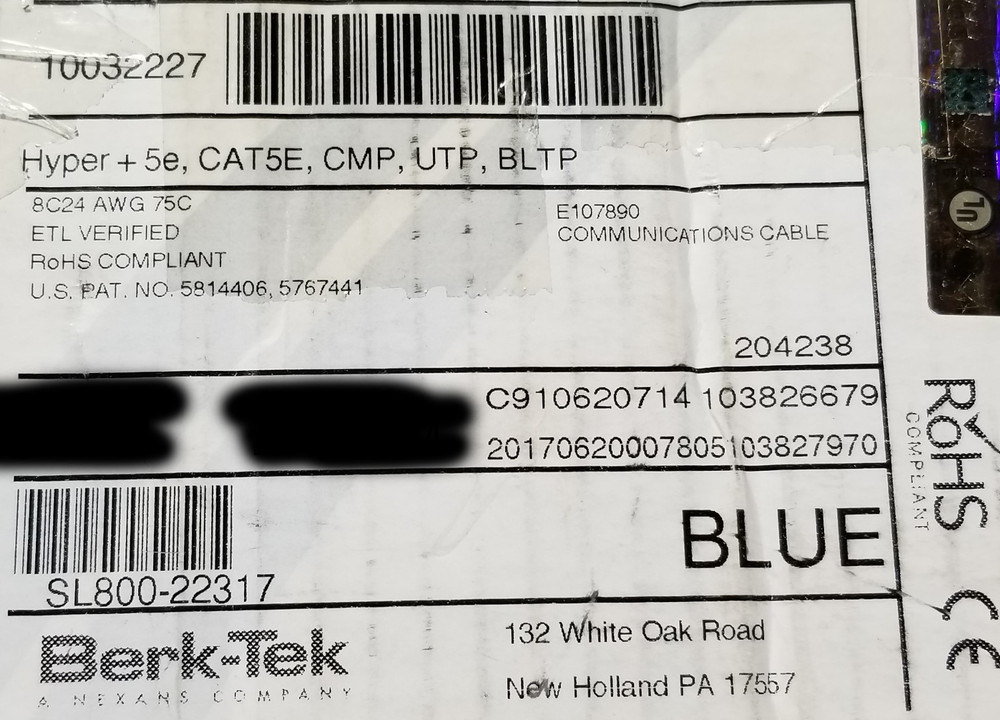 10032227
Hyper + 5e, CAT5E, CMP, UTP, BLTP
8C24 AWG 75C
ETL VERIFIED
RoHS COMPLIANT
U.S. PAT. NO. 5814406, 5767441
E107890
COMMUNICATIONS CABLE
204238
C910620714 103826679
20170620007805103827970
SL800-22317
BLUE
Berk-Tek
A NEXANS COMPANY
132 White Oak Road
New Holland PA 17557
RoHS
COMPLIANT
CE